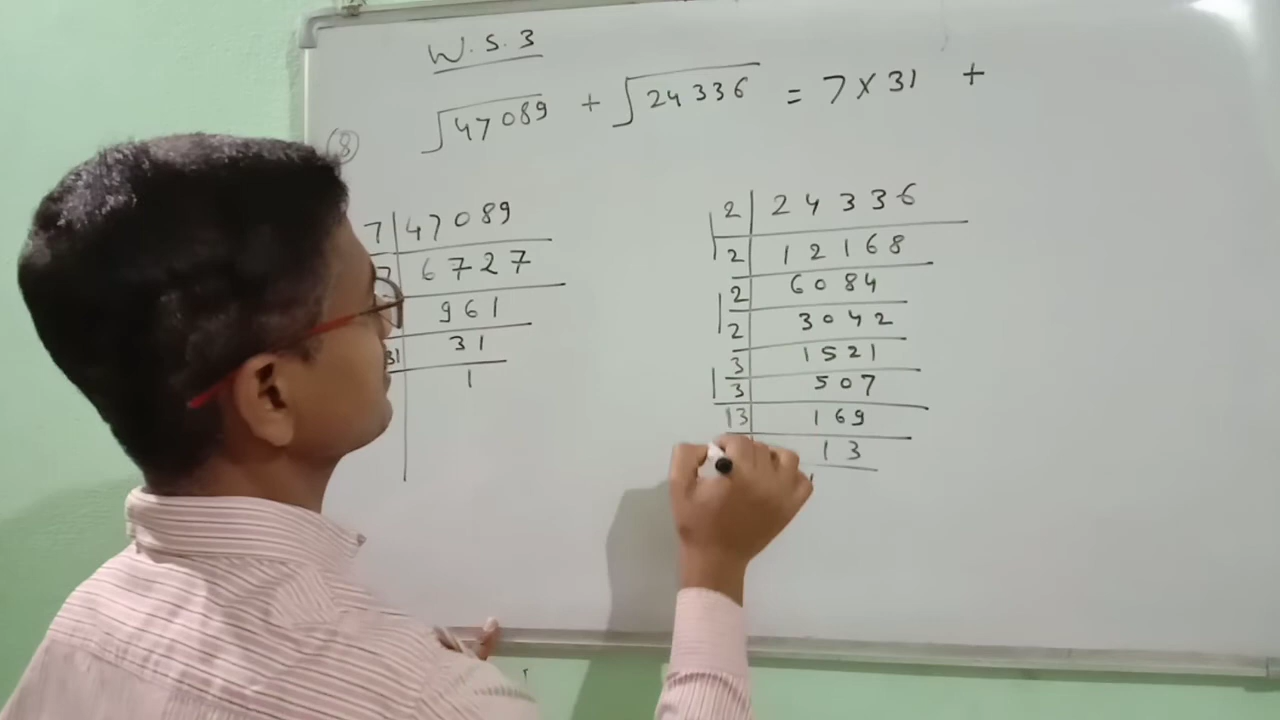 W.S.3
√47089 + √24336 = 7 × 31 +
(8)
7 | 47089
7 | 6727
961
31 | 31
1
2 | 24336
2 | 12168
2 | 6084
2 | 3042
3 | 1521
3 | 507
13 | 169
13